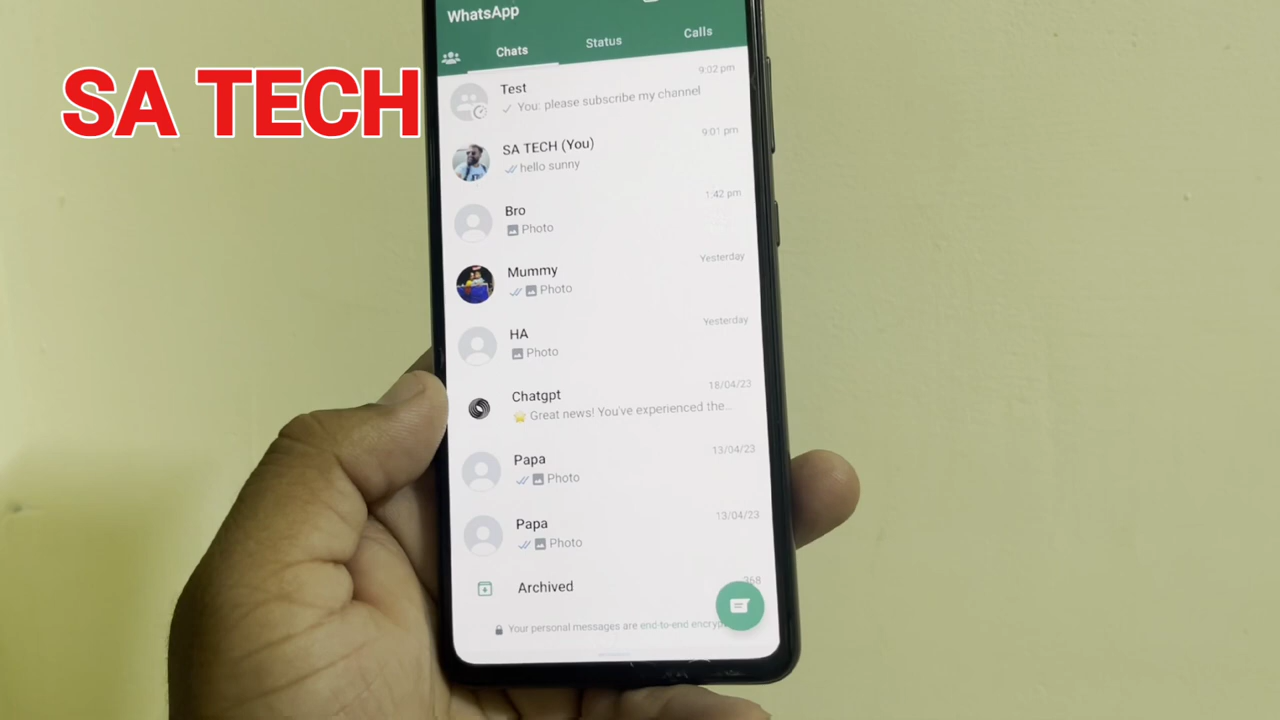 SA TECH
WhatsApp
Chats
Status
Calls
Test
9:02 pm
You: please subscribe my channel
SA TECH (You)
9:01 pm
hello sunny
Bro
1:42 pm
Photo
Mummy
Yesterday
Photo
HA
Yesterday
Photo
Chatgpt
18/04/23
Great news! You've experienced the...
Papa
13/04/23
Photo
Papa
13/04/23
Photo
Archived
368
Your personal messages are end-to-end